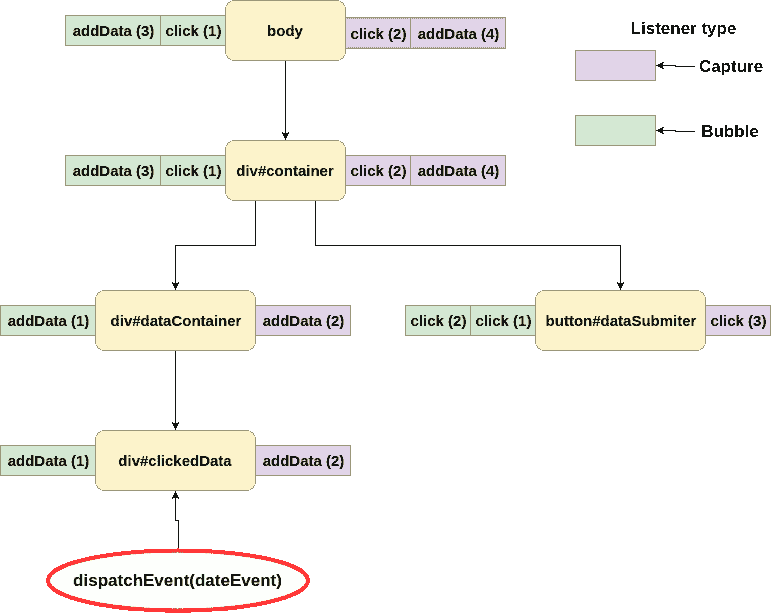 addData (3) click (1) body click (2) addData (4)
Listener type
Capture
Bubble
addData (3) click (1) div#container click (2) addData (4)
addData (1) div#dataContainer addData (2)
click (2) click (1) button#dataSubmiter click (3)
addData (1) div#clickedData addData (2)
dispatchEvent(dateEvent)